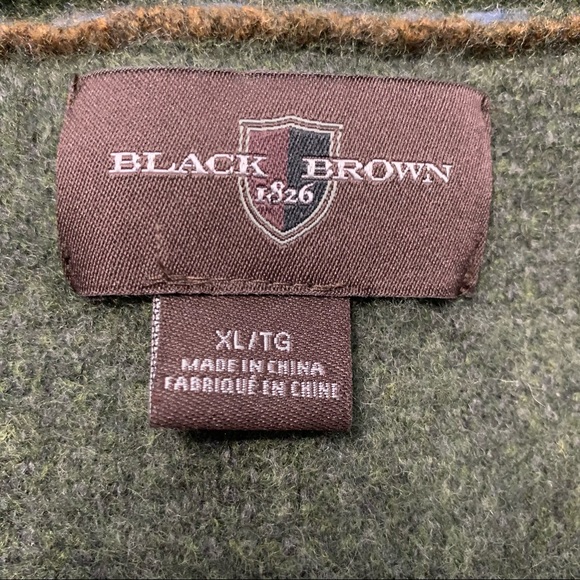 BLACK BROWN
1826
XL/TG
MADE IN CHINA
FABRIQUÉ EN CHINE